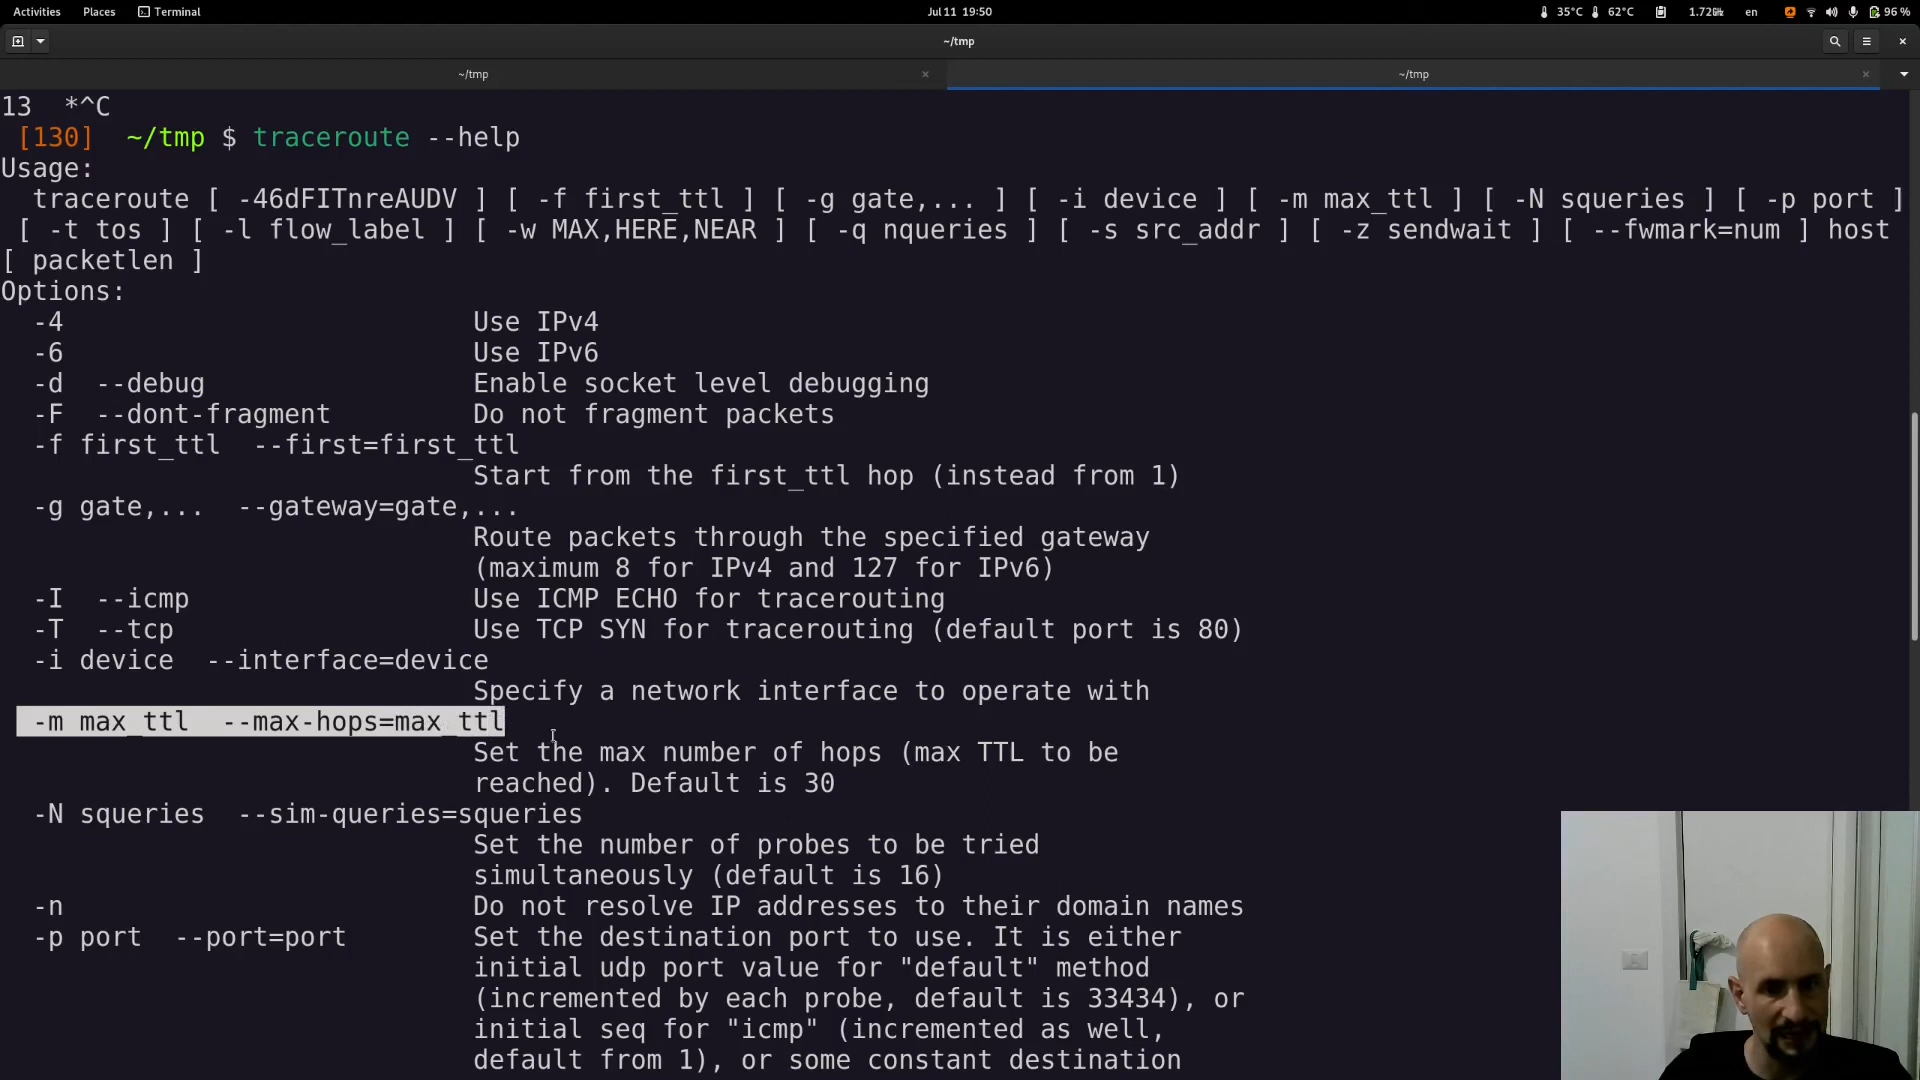 Activities Places Terminal Jul 11 19:50 35°C 62°C en 96 %
~/tmp
~/tmp × ~/tmp ×
13  *^C
[130]  ~/tmp $ traceroute --help
Usage:
traceroute [ -46dFITnreAUDV ] [ -f first_ttl ] [ -g gate,... ] [ -i device ] [ -m max_ttl ] [ -N squeries ] [ -p port ]
[ -t tos ] [ -l flow_label ] [ -w MAX,HERE,NEAR ] [ -q nqueries ] [ -s src_addr ] [ -z sendwait ] [ --fwmark=num ] host
[ packetlen ]
Options:
-4 Use IPv4
-6 Use IPv6
-d  --debug Enable socket level debugging
-F  --dont-fragment Do not fragment packets
-f first_ttl  --first=first_ttl
Start from the first_ttl hop (instead from 1)
-g gate,...  --gateway=gate,...
Route packets through the specified gateway
(maximum 8 for IPv4 and 127 for IPv6)
-I  --icmp Use ICMP ECHO for tracerouting
-T  --tcp Use TCP SYN for tracerouting (default port is 80)
-i device  --interface=device
Specify a network interface to operate with
-m max_ttl  --max-hops=max_ttl
Set the max number of hops (max TTL to be
reached). Default is 30
-N squeries  --sim-queries=squeries
Set the number of probes to be tried
simultaneously (default is 16)
-n Do not resolve IP addresses to their domain names
-p port  --port=port Set the destination port to use. It is either
initial udp port value for "default" method
(incremented by each probe, default is 33434), or
initial seq for "icmp" (incremented as well,
default from 1), or some constant destination